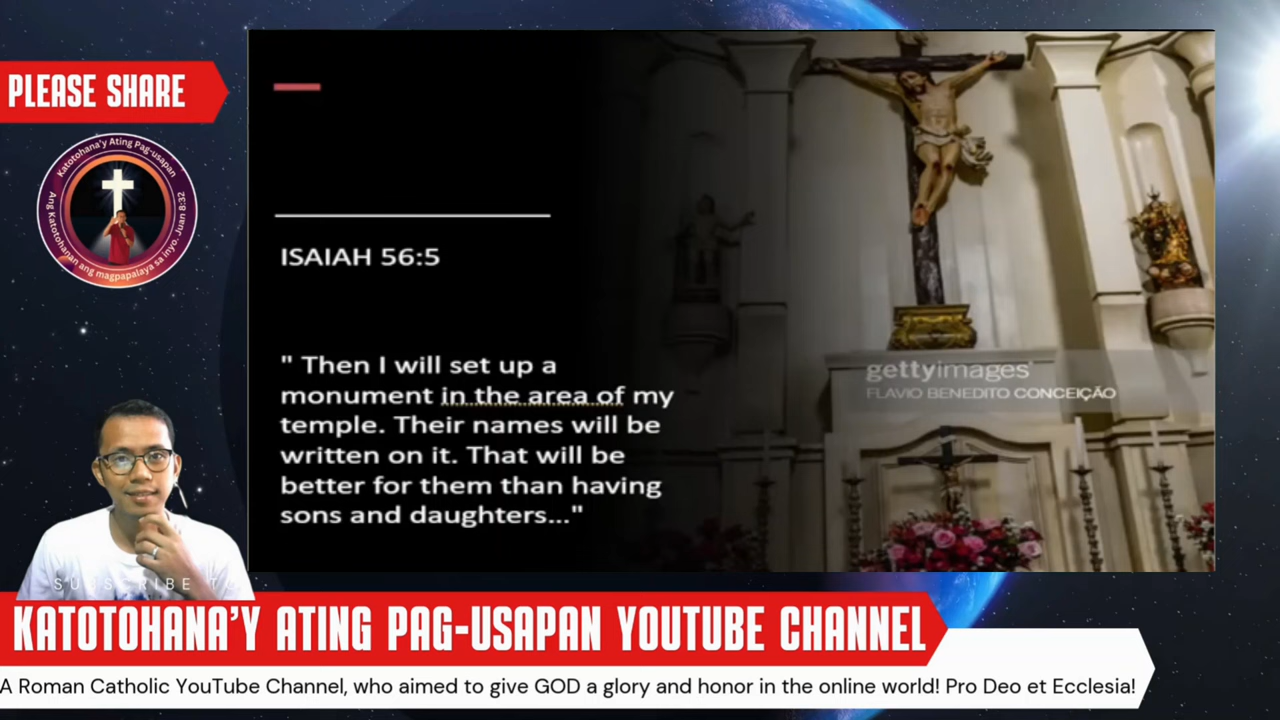 PLEASE SHARE
Katotohana'y Ating Pag-usapan
Ang Katotohanan ang magpapalaya sa inyo. Juan 8:32
ISAIAH 56:5
" Then I will set up a
monument in the area of my
temple. Their names will be
written on it. That will be
better for them than having
sons and daughters..."
gettyimages
FLAVIO BENEDITO CONCEIÇÃO
SUBSCRIBE TO
KATOTOHANA'Y ATING PAG-USAPAN YOUTUBE CHANNEL
A Roman Catholic YouTube Channel, who aimed to give GOD a glory and honor in the online world! Pro Deo et Ecclesia!